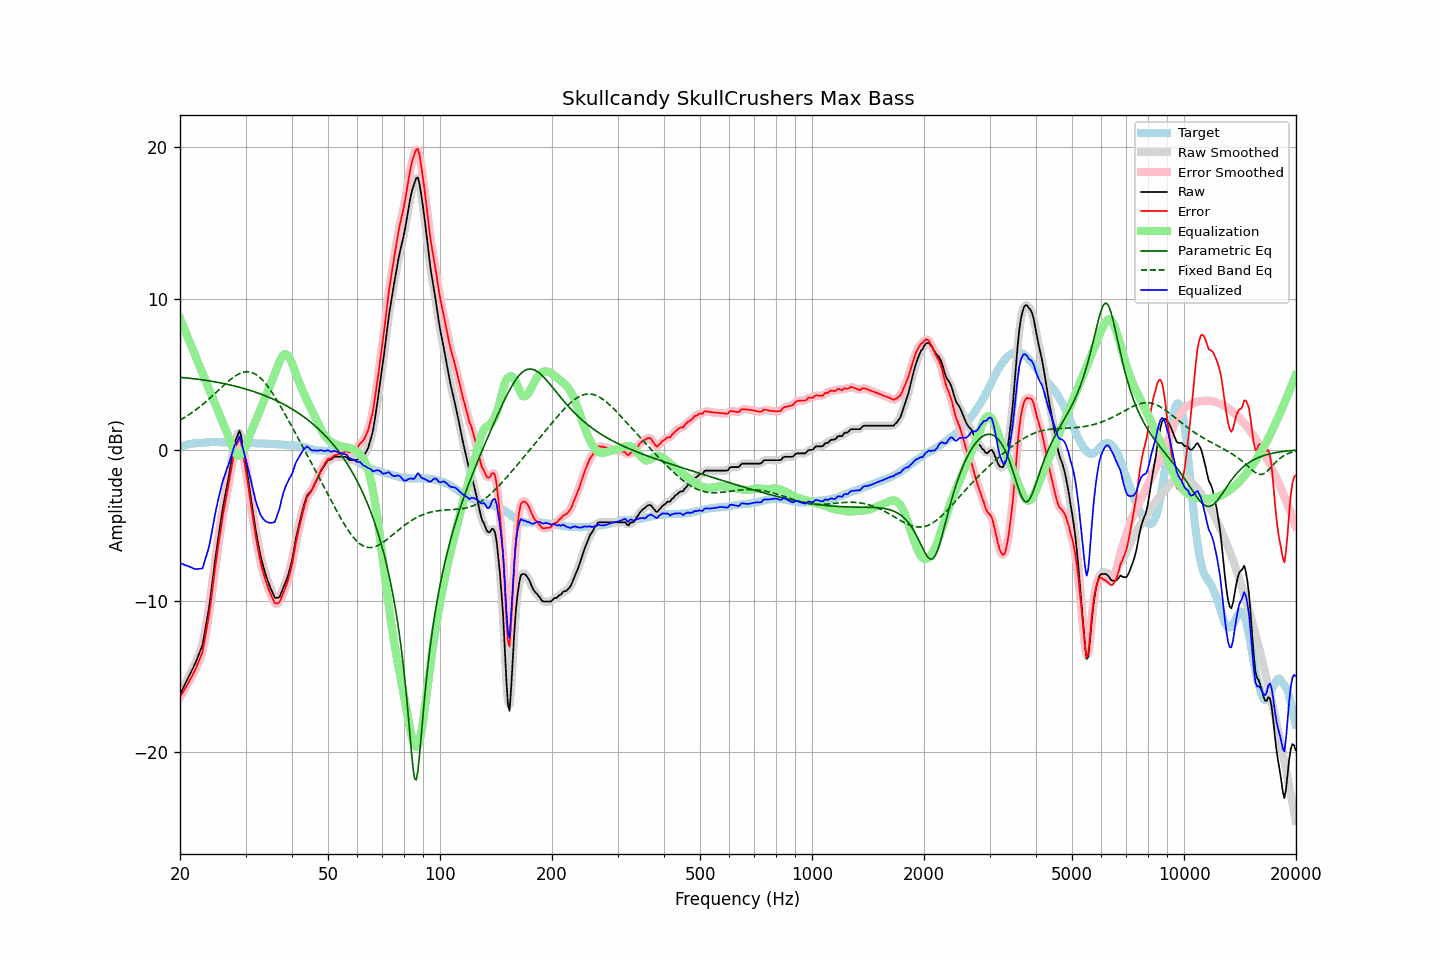 Skullcandy SkullCrushers Max Bass
Target
Raw Smoothed
Error Smoothed
Raw
Error
Equalization
Parametric Eq
Fixed Band Eq
Equalized
Amplitude (dBr)
20
10
0
−10
−20
20 50 100 200 500 1000 2000 5000 10000 20000
Frequency (Hz)